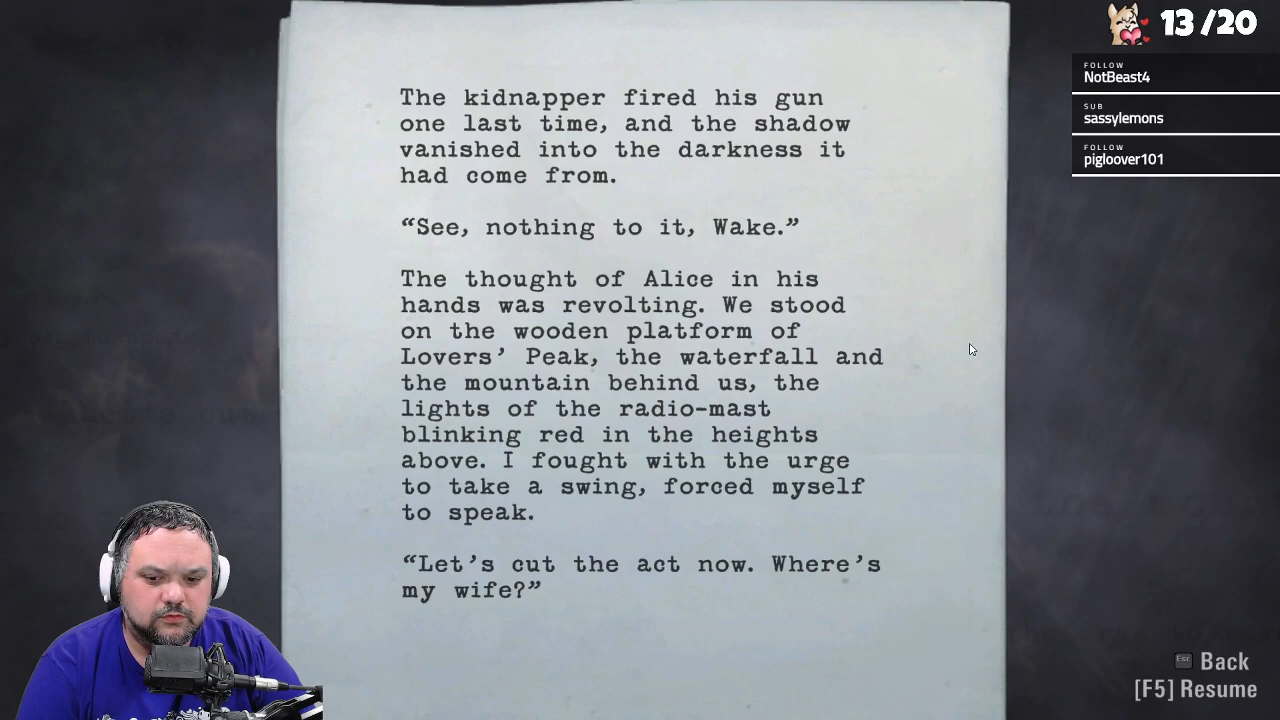 13 /20
FOLLOW
NotBeast4
SUB
sassylemons
FOLLOW
pigloover101
The kidnapper fired his gun
one last time, and the shadow
vanished into the darkness it
had come from.
“See, nothing to it, Wake.”
The thought of Alice in his
hands was revolting. We stood
on the wooden platform of
Lovers’ Peak, the waterfall and
the mountain behind us, the
lights of the radio-mast
blinking red in the heights
above. I fought with the urge
to take a swing, forced myself
to speak.
“Let’s cut the act now. Where’s
my wife?”
Esc Back
[F5] Resume